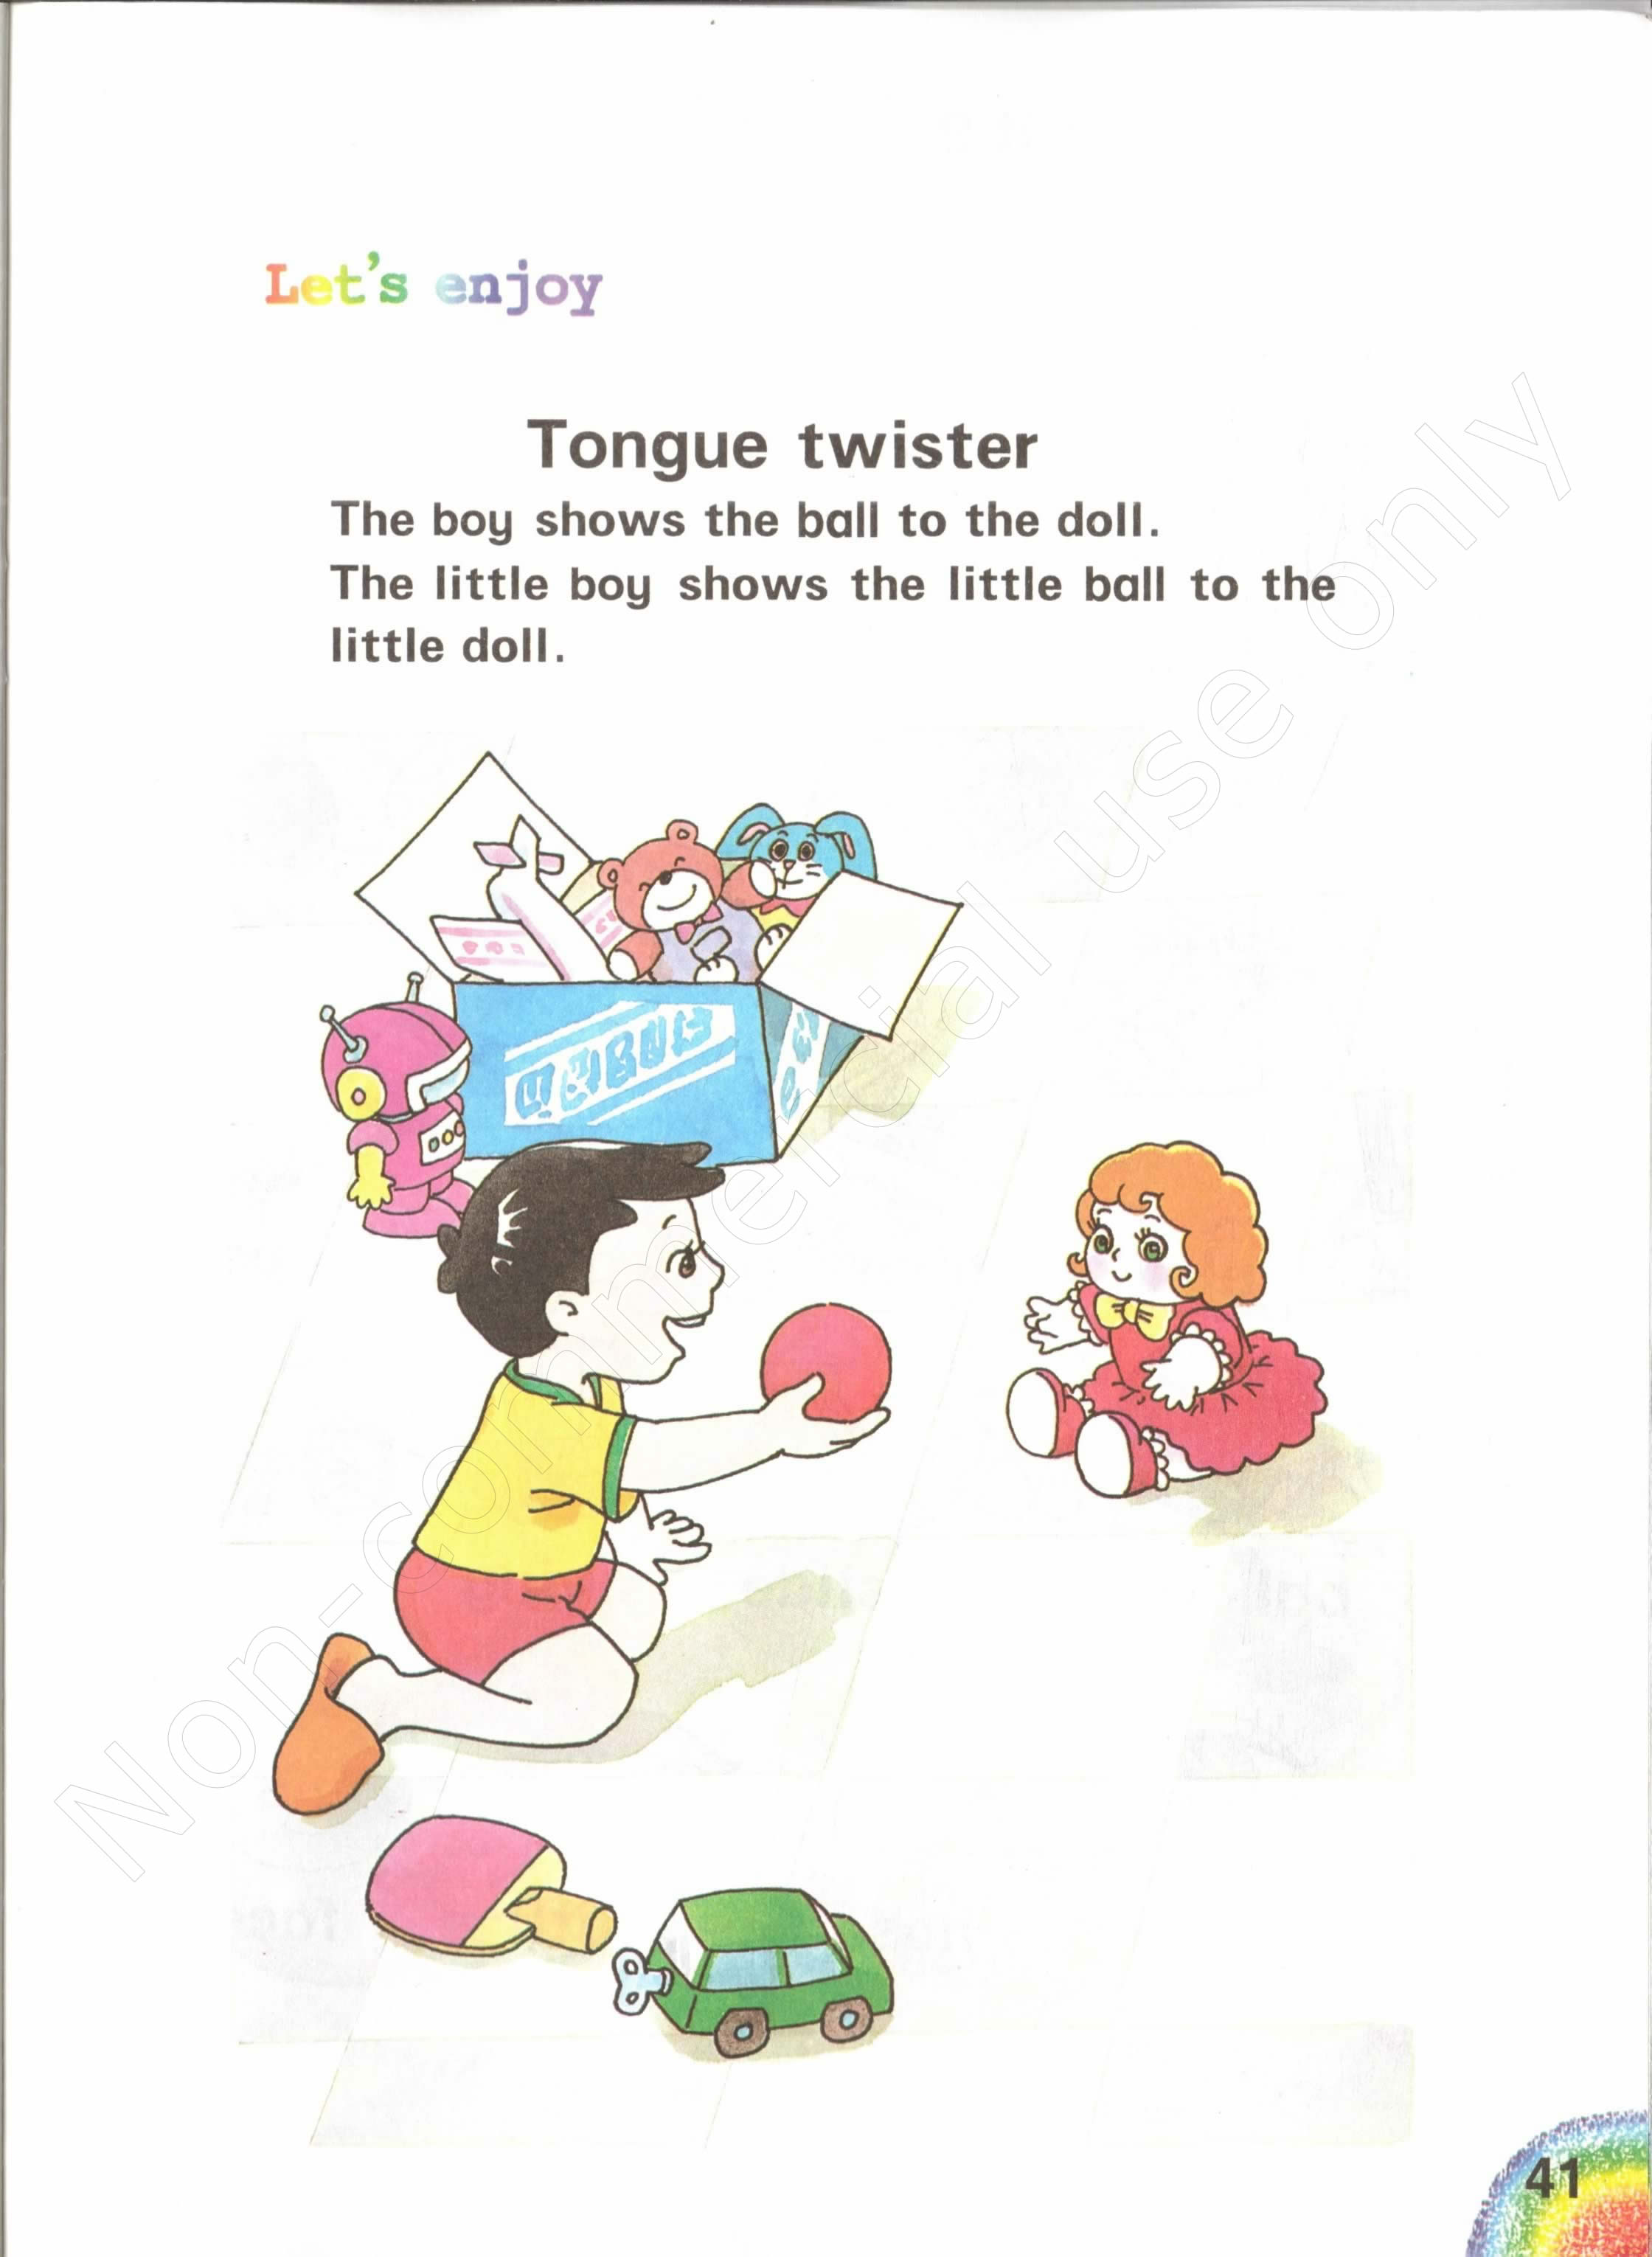 Let's enjoy
Tongue twister
The boy shows the ball to the doll.
The little boy shows the little ball to the
little doll.
Non-commercial use only
41